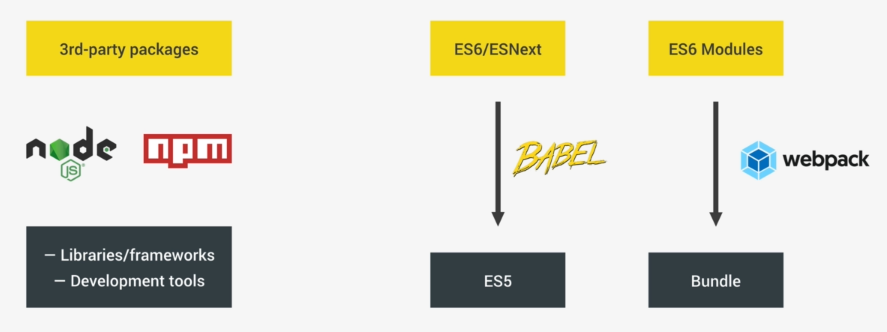 3rd-party packages
ES6/ESNext
ES6 Modules
node
JS
npm
BABEL
webpack
— Libraries/frameworks
— Development tools
ES5
Bundle